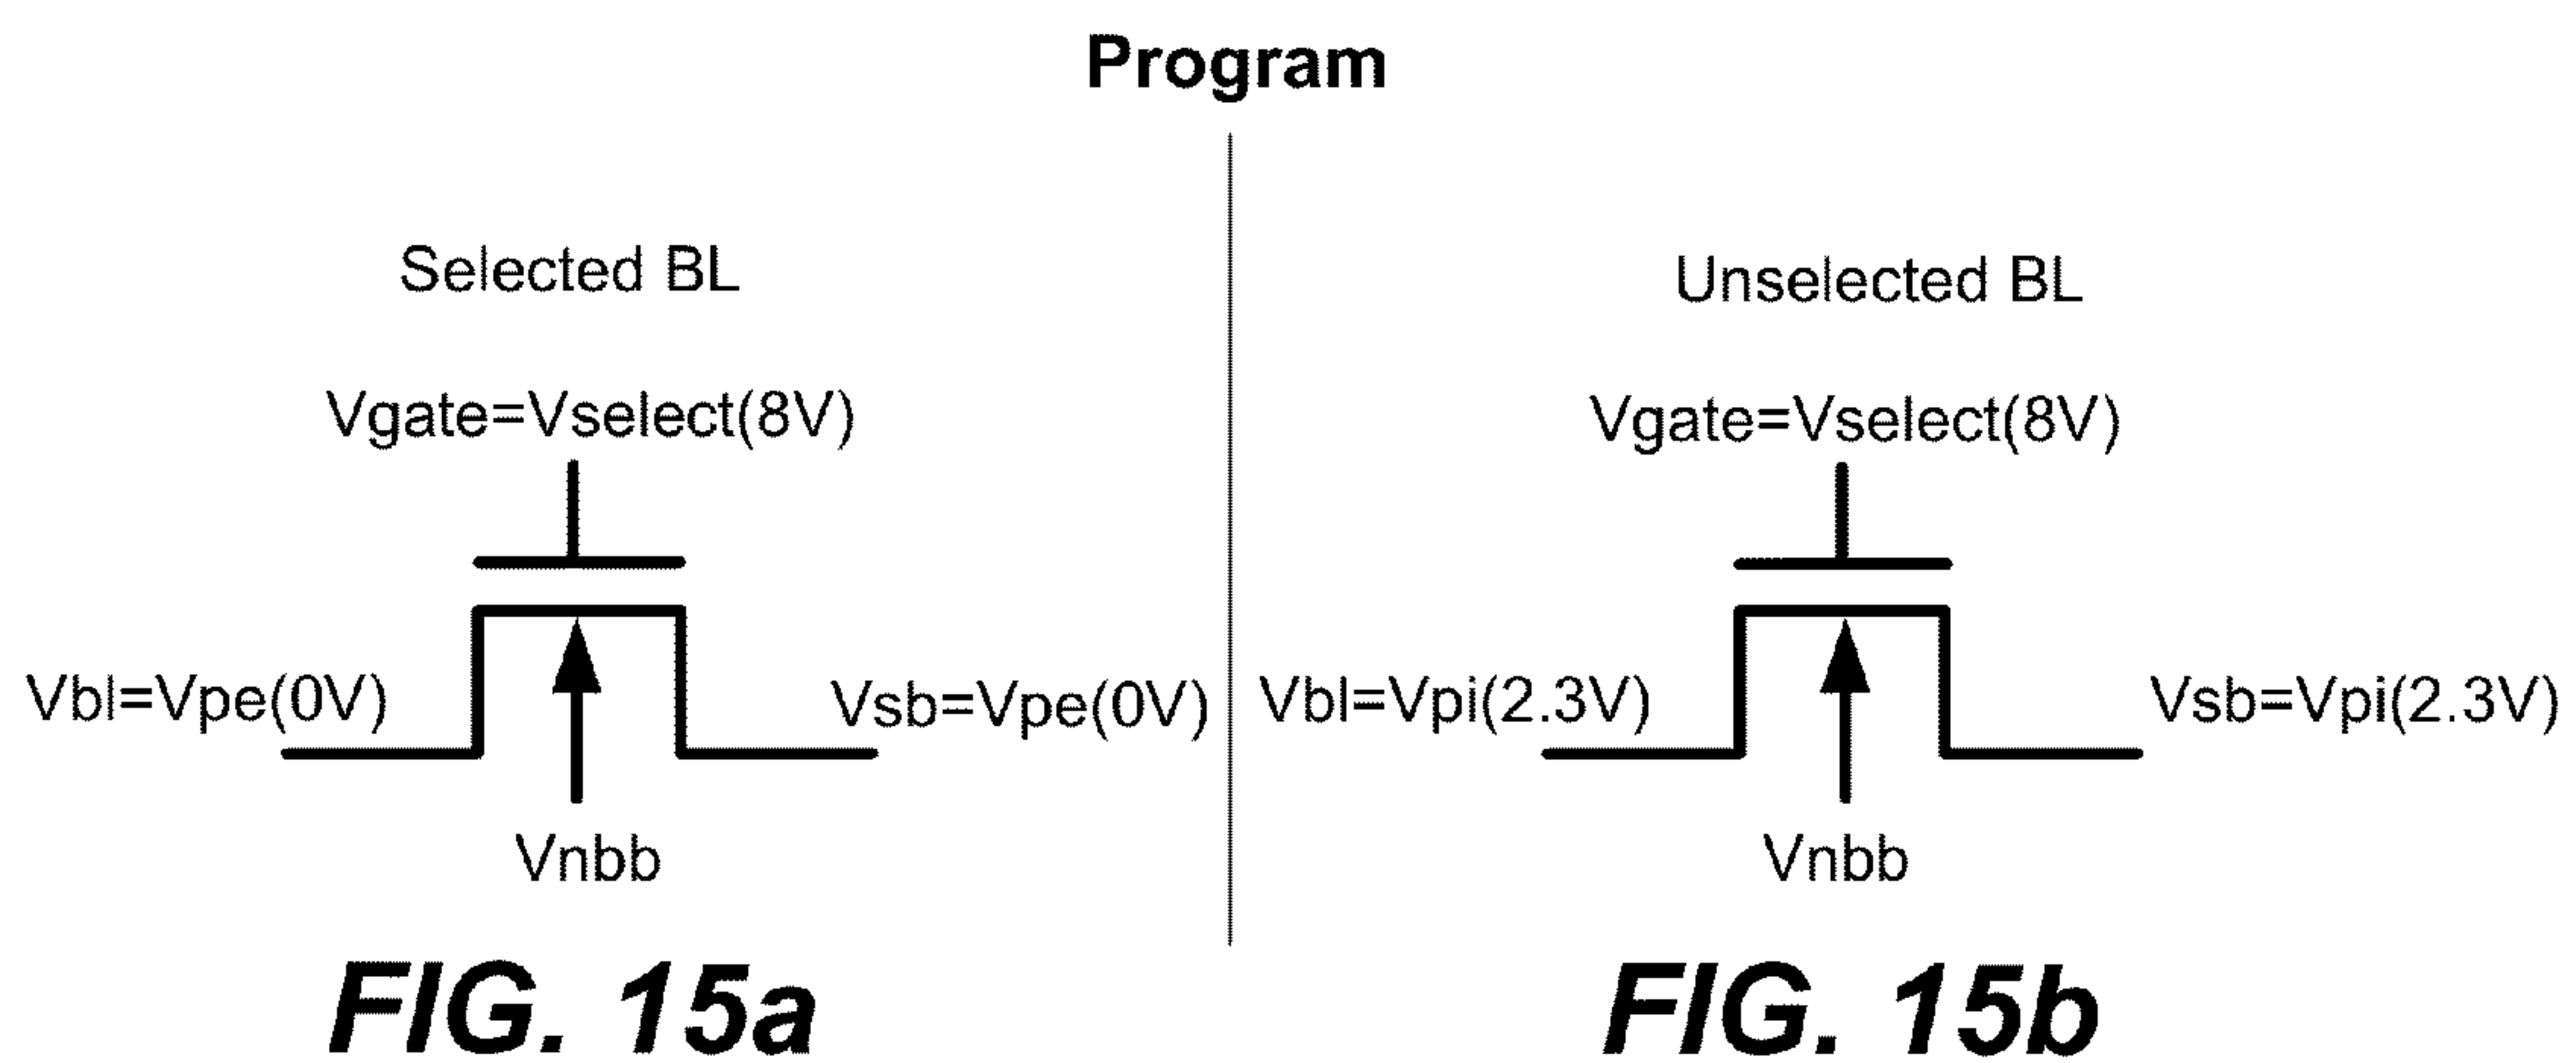 Program
Selected BL
Vgate=Vselect(8V)
Vbl=Vpe(0V)
Vsb=Vpe(0V)
Vnbb
FIG. 15a
Unselected BL
Vgate=Vselect(8V)
Vbl=Vpi(2.3V)
Vsb=Vpi(2.3V)
Vnbb
FIG. 15b